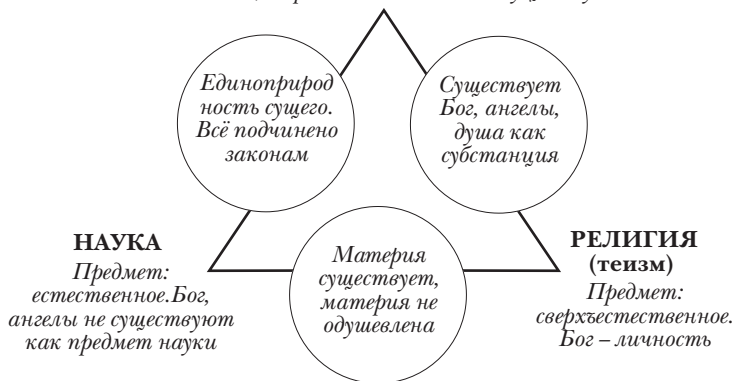 Единоприрод
ность сущего.
Всё подчинено
законам
Существует
Бог, ангелы,
душа как
субстанция
НАУКА
Предмет:
естественное.Бог,
ангелы не существуют
как предмет науки
Материя
существует,
материя не
одушевлена
РЕЛИГИЯ
(теизм)
Предмет:
сверхъестественное.
Бог – личность